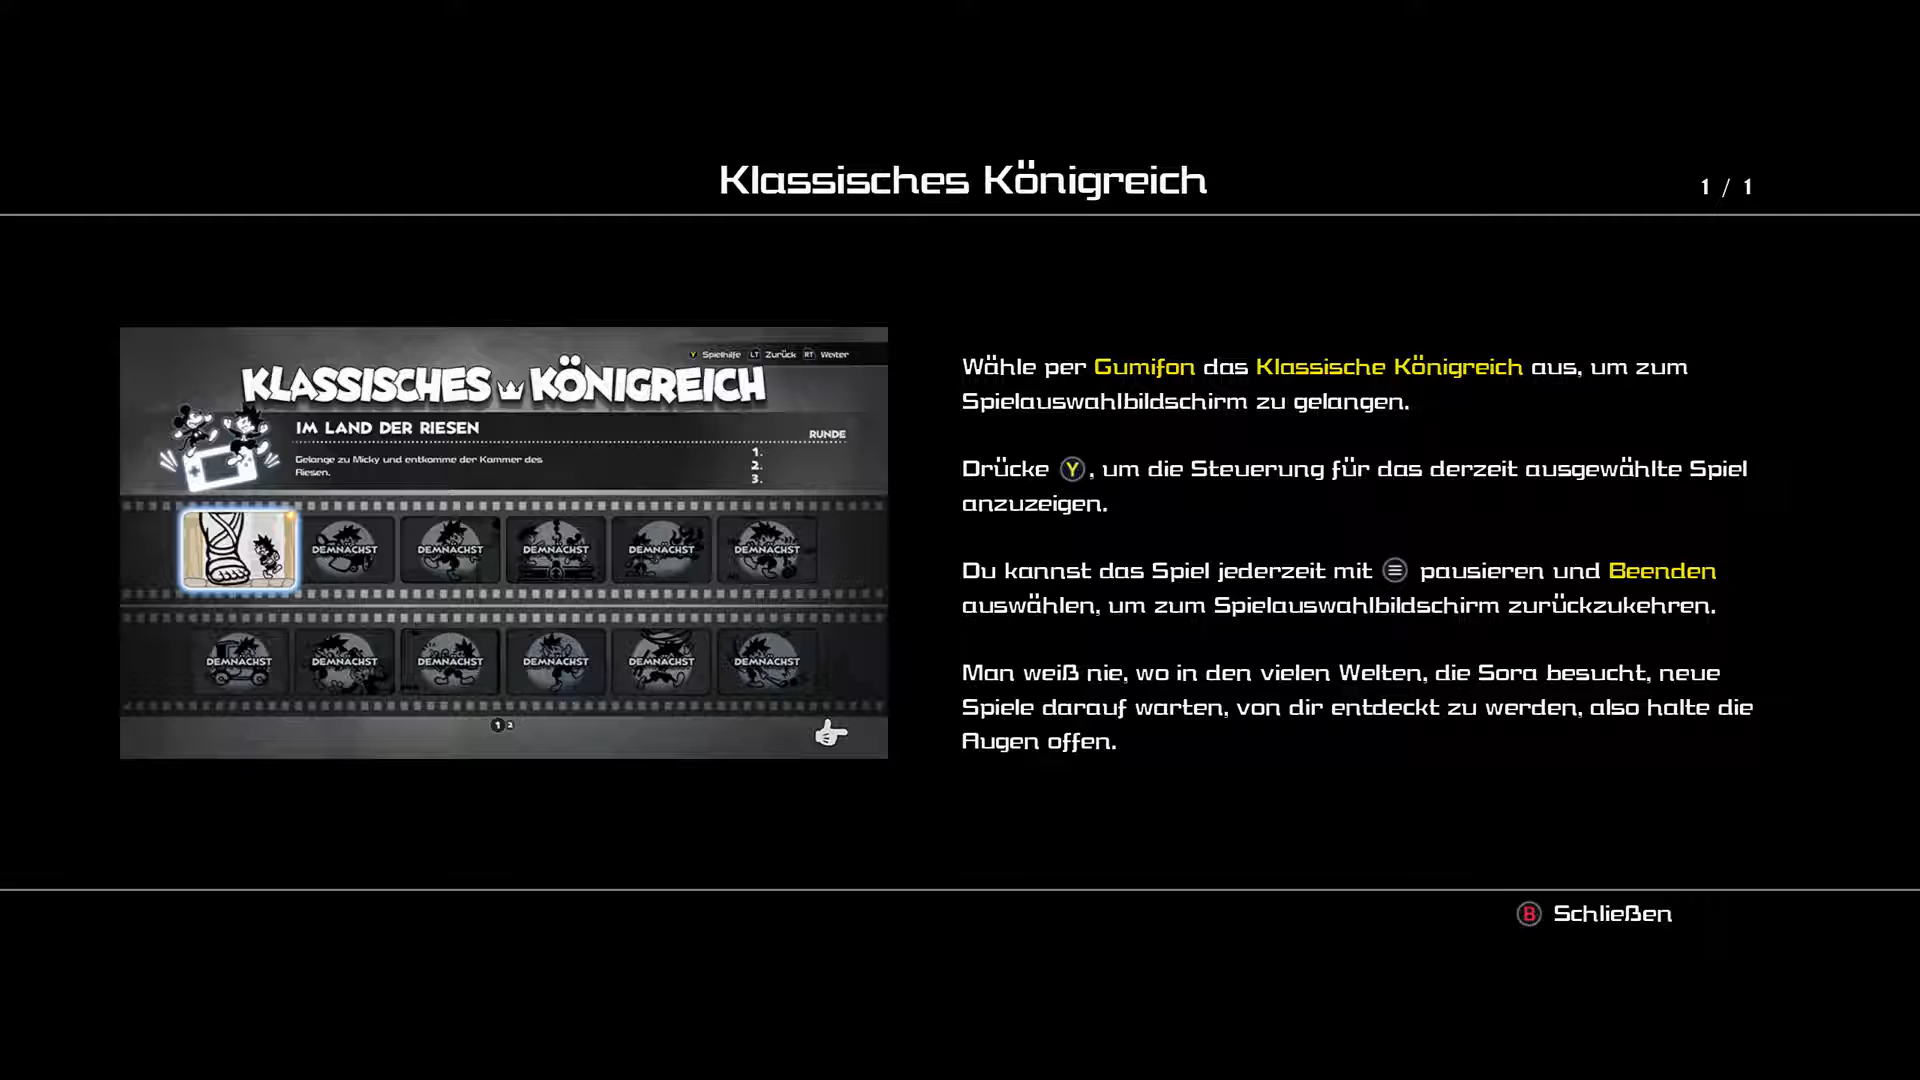 Klassisches Königreich
1 / 1
Y Spielhilfe LT Zurück RT Weiter
KLASSISCHES KÖNIGREICH
IM LAND DER RIESEN
RUNDE
Gelange zu Micky und entkomme der Kammer des
Riesen.
1.
2.
3.
DEMNÄCHST DEMNÄCHST DEMNÄCHST DEMNÄCHST DEMNÄCHST
DEMNÄCHST DEMNÄCHST DEMNÄCHST DEMNÄCHST DEMNÄCHST DEMNÄCHST
1 2
Wähle per Gumifon das Klassische Königreich aus, um zum
Spielauswahlbildschirm zu gelangen.
Drücke Y, um die Steuerung für das derzeit ausgewählte Spiel
anzuzeigen.
Du kannst das Spiel jederzeit mit pausieren und Beenden
auswählen, um zum Spielauswahlbildschirm zurückzukehren.
Man weiß nie, wo in den vielen Welten, die Sora besucht, neue
Spiele darauf warten, von dir entdeckt zu werden, also halte die
Augen offen.
B Schließen